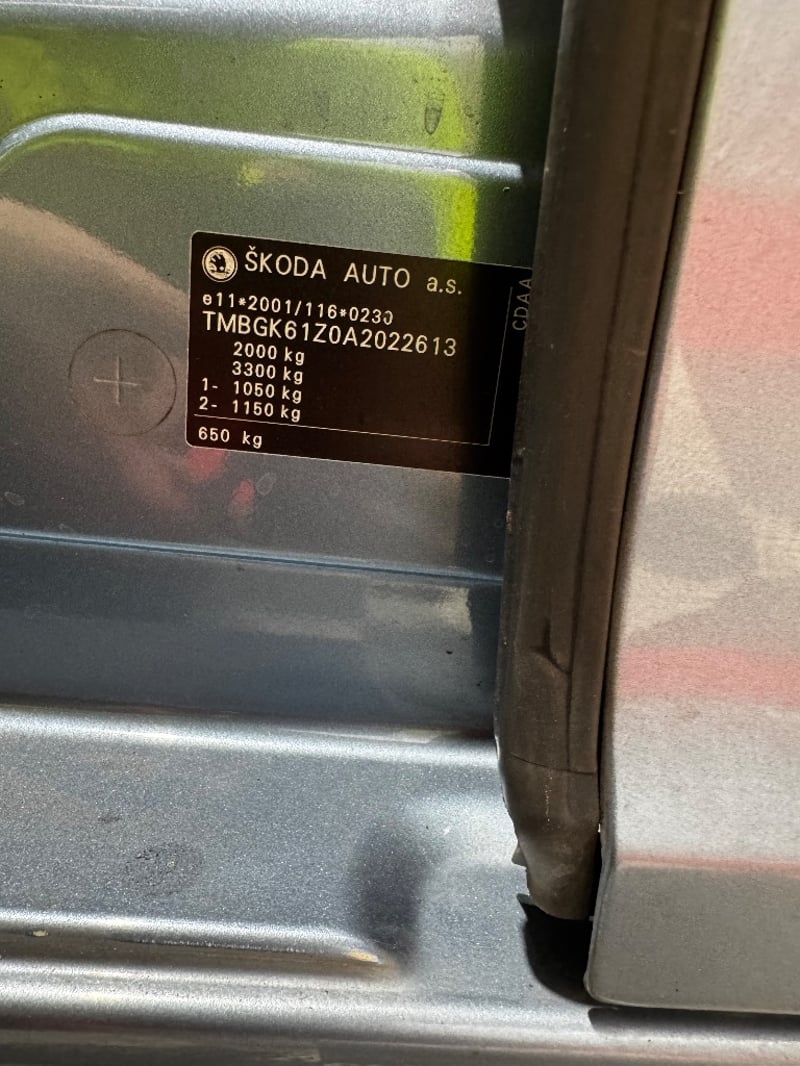 ŠKODA AUTO a.s.
e11*2001/116*0230
TMBGK61Z0A2022613
2000 kg
3300 kg
1- 1050 kg
2- 1150 kg
650 kg
CDAA